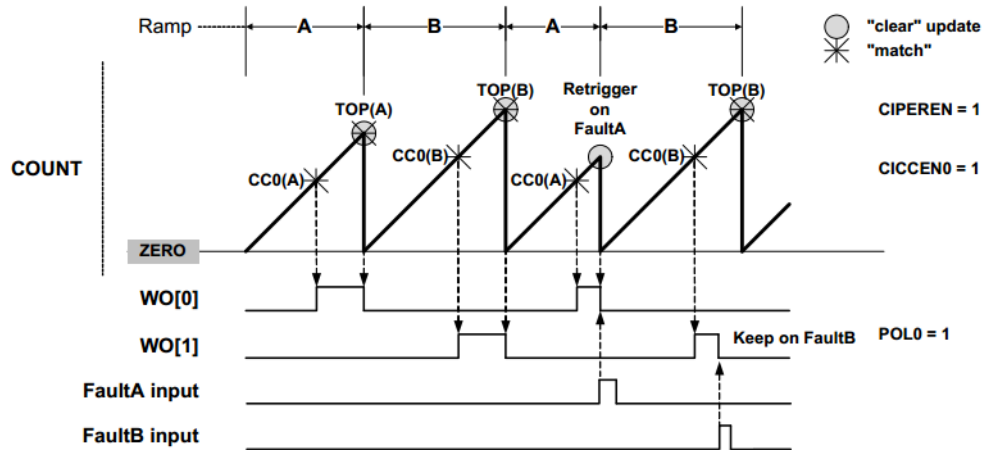 Ramp A B A B
"clear" update
"match"
TOP(A)
TOP(B)
Retrigger
on
FaultA
TOP(B)
CIPEREN = 1
CC0(A)
CC0(B)
CC0(A)
CC0(B)
CICCEN0 = 1
COUNT
ZERO
WO[0]
WO[1]
Keep on FaultB
POL0 = 1
FaultA input
FaultB input